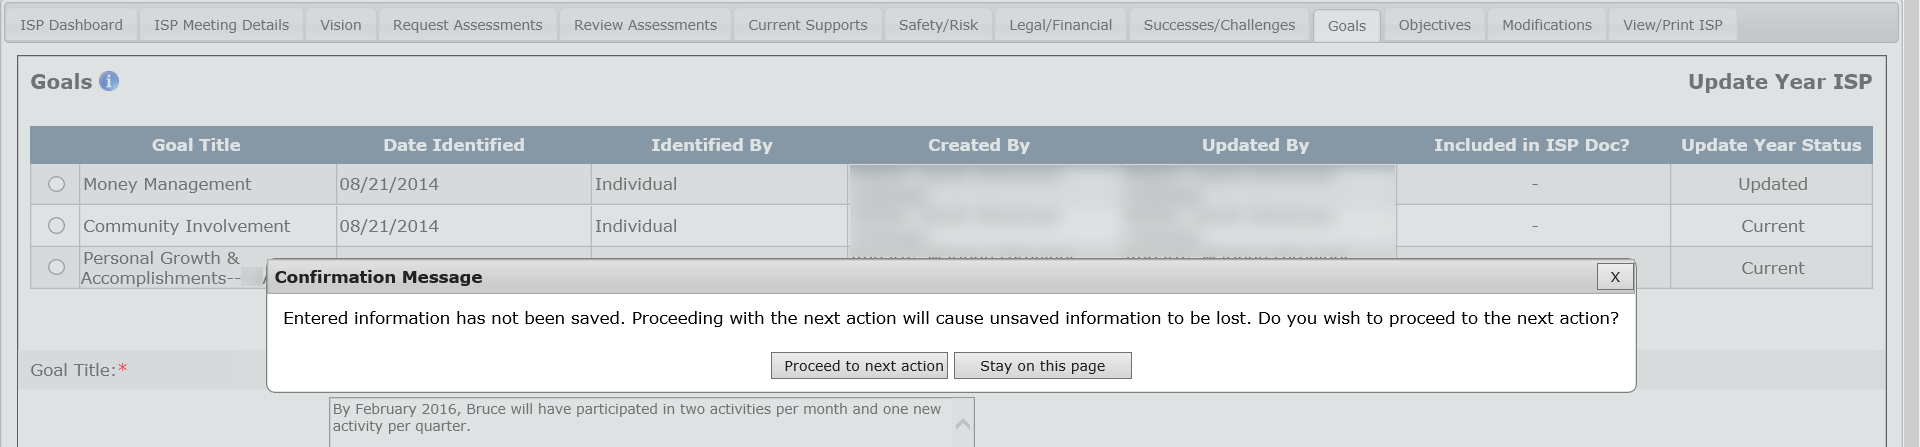 ISP Dashboard ISP Meeting Details Vision Request Assessments Review Assessments Current Supports Safety/Risk Legal/Financial Successes/Challenges Goals Objectives Modifications View/Print ISP
Goals i Update Year ISP
Goal Title Date Identified Identified By Created By Updated By Included in ISP Doc? Update Year Status
Money Management 08/21/2014 Individual - Updated
Community Involvement 08/21/2014 Individual - Current
Personal Growth &
Accomplishments-- Current
Confirmation Message X
Entered information has not been saved. Proceeding with the next action will cause unsaved information to be lost. Do you wish to proceed to the next action?
Proceed to next action Stay on this page
Goal Title:*
By February 2016, Bruce will have participated in two activities per month and one new
activity per quarter.